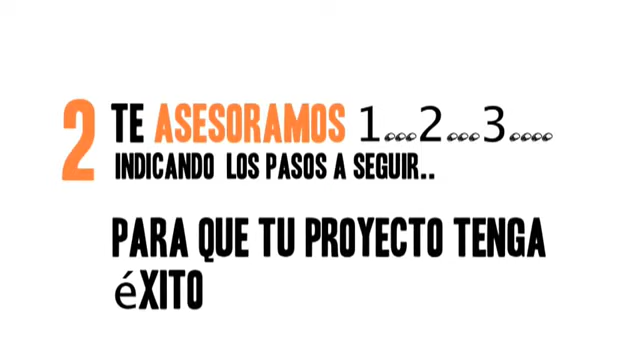 2 TE ASESORAMOS 1...2...3....
INDICANDO LOS PASOS A SEGUIR..
PARA QUE TU PROYECTO TENGA
éXITO